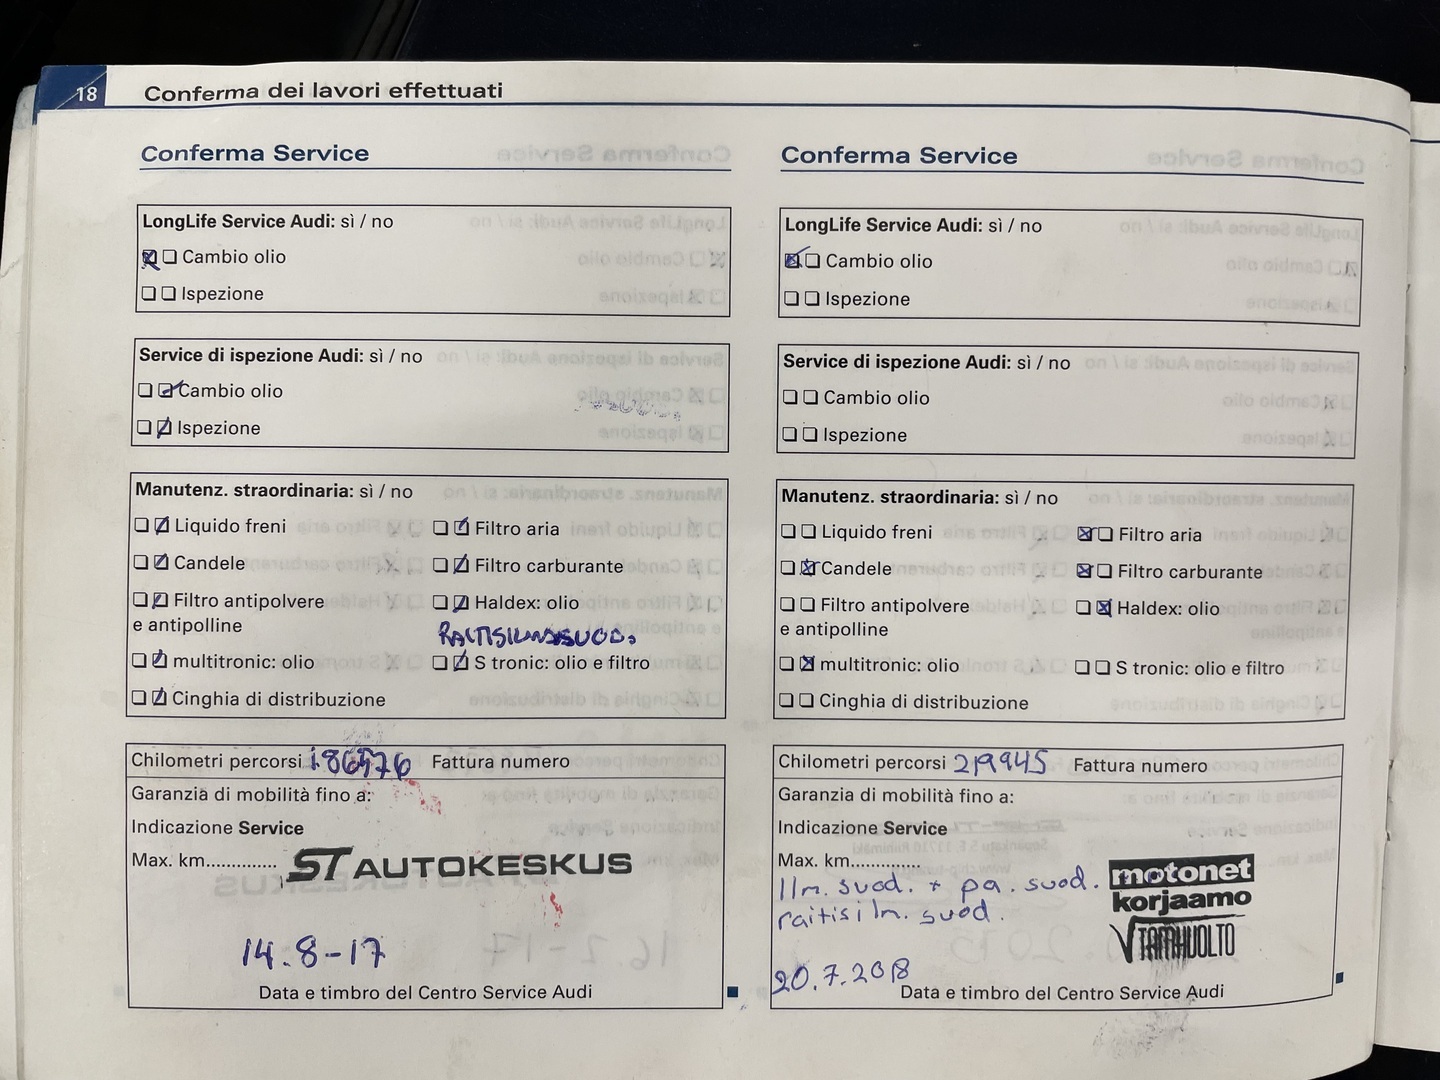 18
Conferma dei lavori effettuati
Conferma Service
LongLife Service Audi: sì / no
Cambio olio
Ispezione
Service di ispezione Audi: sì / no
Cambio olio
Ispezione
Manutenz. straordinaria: sì / no
Liquido freni
Filtro aria
Candele
Filtro carburante
Filtro antipolvere
e antipolline
Haldex: olio
multitronic: olio
S tronic: olio e filtro
Cinghia di distribuzione
Chilometri percorsi 186576 Fattura numero
Garanzia di mobilità fino a:
Indicazione Service
Max. km..............
ST AUTOKESKUS
14.8-17
Data e timbro del Centro Service Audi
Conferma Service
LongLife Service Audi: sì / no
Cambio olio
Ispezione
Service di ispezione Audi: sì / no
Cambio olio
Ispezione
Manutenz. straordinaria: sì / no
Liquido freni
Filtro aria
Candele
Filtro carburante
Filtro antipolvere
e antipolline
Haldex: olio
multitronic: olio
S tronic: olio e filtro
Cinghia di distribuzione
Chilometri percorsi 219945 Fattura numero
Garanzia di mobilità fino a:
Indicazione Service
Max. km..............
Ilm. suod. + pa. suod.
raitisilm. suod.
motonet
korjaamo
20.7.2018
Data e timbro del Centro Service Audi